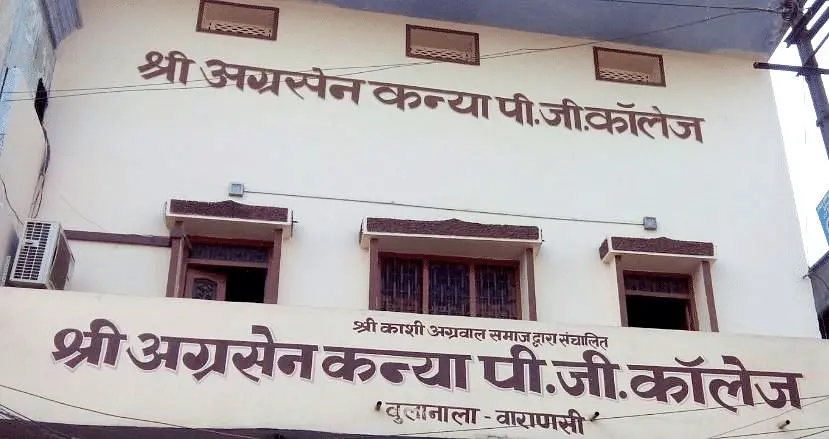 श्री अग्रसेन कन्या पी.जी.कॉलेज
श्री काशी अग्रवाल समाज द्वारा संचालित
श्री अग्रसेन कन्या पी.जी.कॉलेज
बुलानाला - वाराणसी